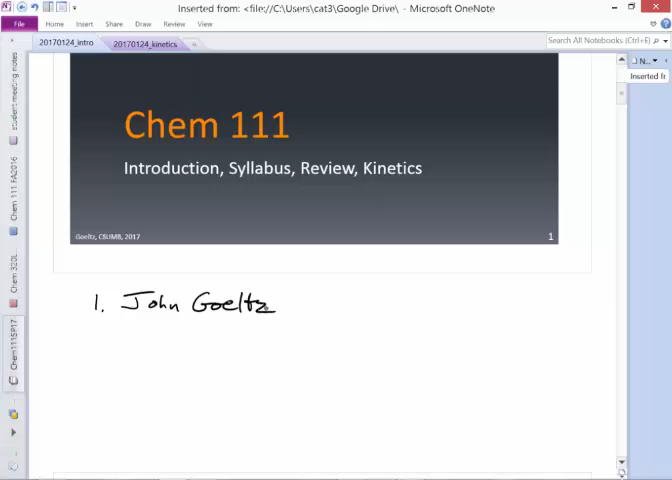 Inserted from: <file://C:\Users\cat3\Google Drive\ - Microsoft OneNote
File Home Insert Share Draw History Review View
20170124_intro 20170124_kinetics
Search All Notebooks (Ctrl+E)
N...
Inserted fr
student meeting notes
Chem 111 FA2016
Chem 320L
Chem111SP17
Chem 111
Introduction, Syllabus, Review, Kinetics
Goeltz, CSUMB, 2017
1
1. John Goeltz